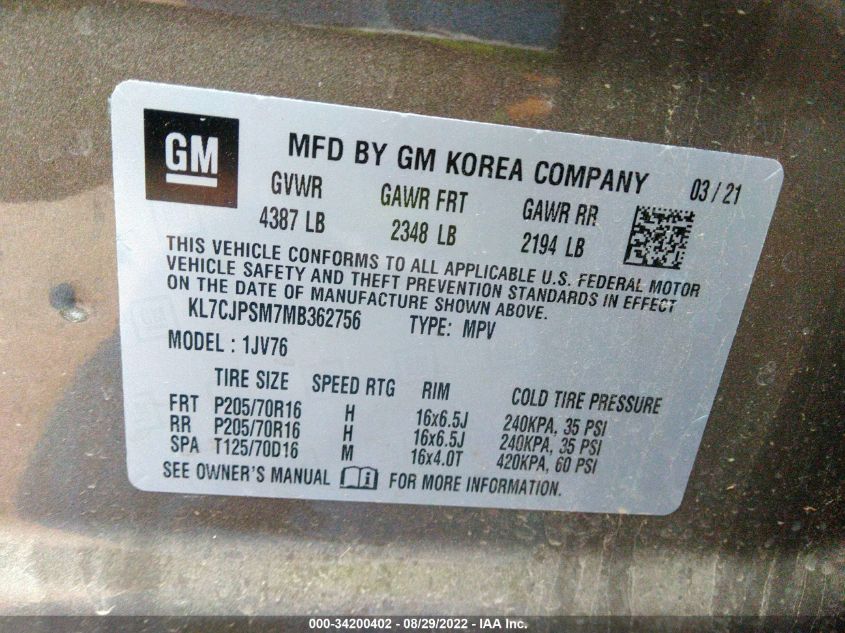 GM
MFD BY GM KOREA COMPANY 03/21
GVWR GAWR FRT GAWR RR
4387 LB 2348 LB 2194 LB
THIS VEHICLE CONFORMS TO ALL APPLICABLE U.S. FEDERAL MOTOR
VEHICLE SAFETY AND THEFT PREVENTION STANDARDS IN EFFECT
ON THE DATE OF MANUFACTURE SHOWN ABOVE.
KL7CJPSM7MB362756 TYPE: MPV
MODEL : 1JV76
TIRE SIZE SPEED RTG RIM COLD TIRE PRESSURE
FRT P205/70R16 H 16x6.5J 240KPA, 35 PSI
RR P205/70R16 H 16x6.5J 240KPA, 35 PSI
SPA T125/70D16 M 16x4.0T 420KPA, 60 PSI
SEE OWNER'S MANUAL i FOR MORE INFORMATION.
000-34200402 - 08/29/2022 - IAA Inc.